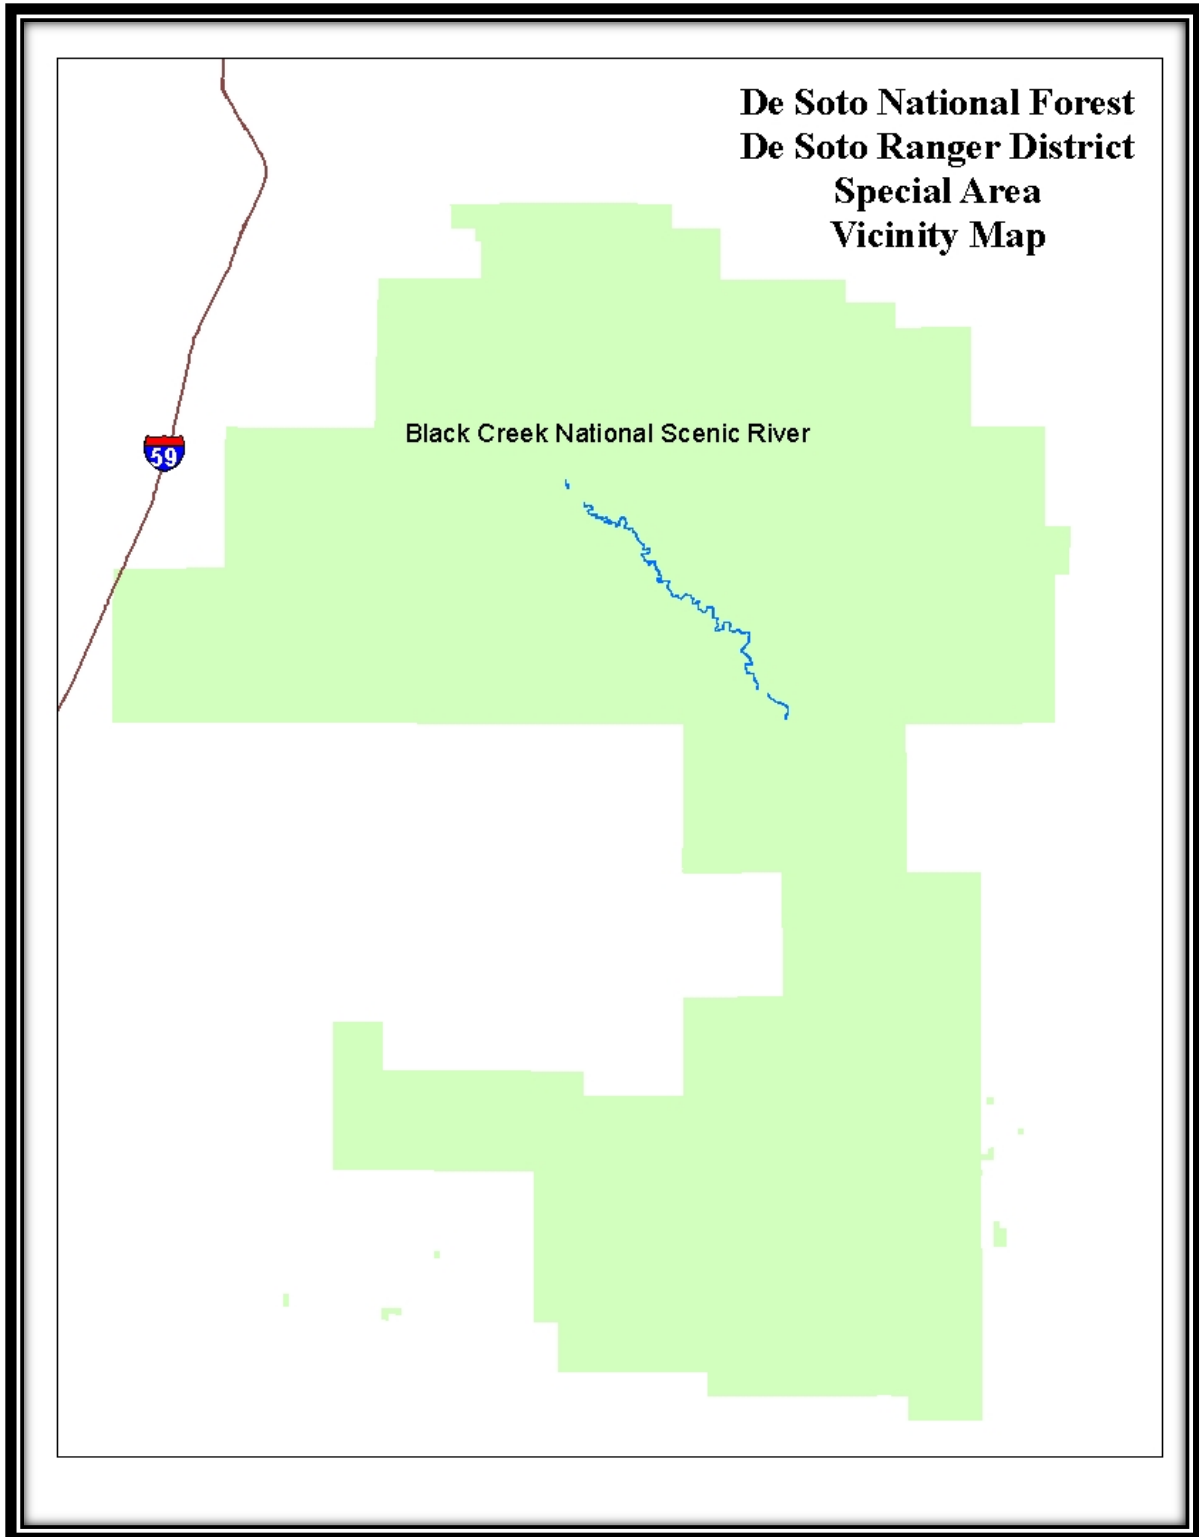 De Soto National Forest
De Soto Ranger District
Special Area
Vicinity Map
Black Creek National Scenic River
59